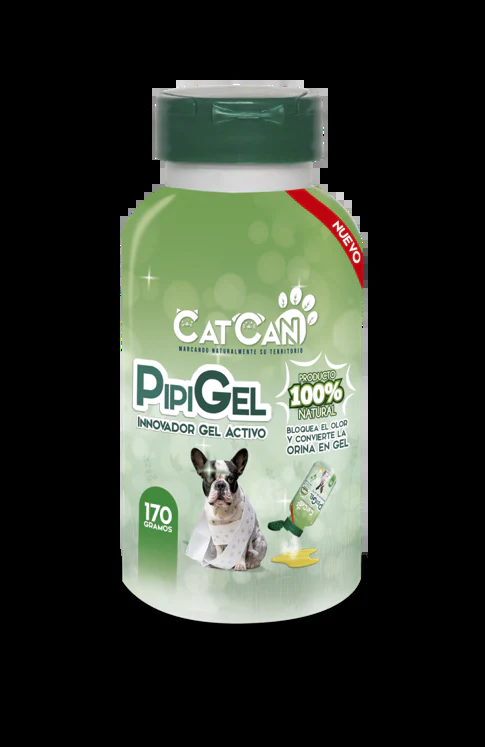 NUEVO
CATCAN
MARCANDO NATURALMENTE SU TERRITORIO
PIPIGEL
INNOVADOR GEL ACTIVO
PRODUCTO
100%
NATURAL
BLOQUEA EL OLOR
Y CONVIERTE LA
ORINA EN GEL
170
GRAMOS